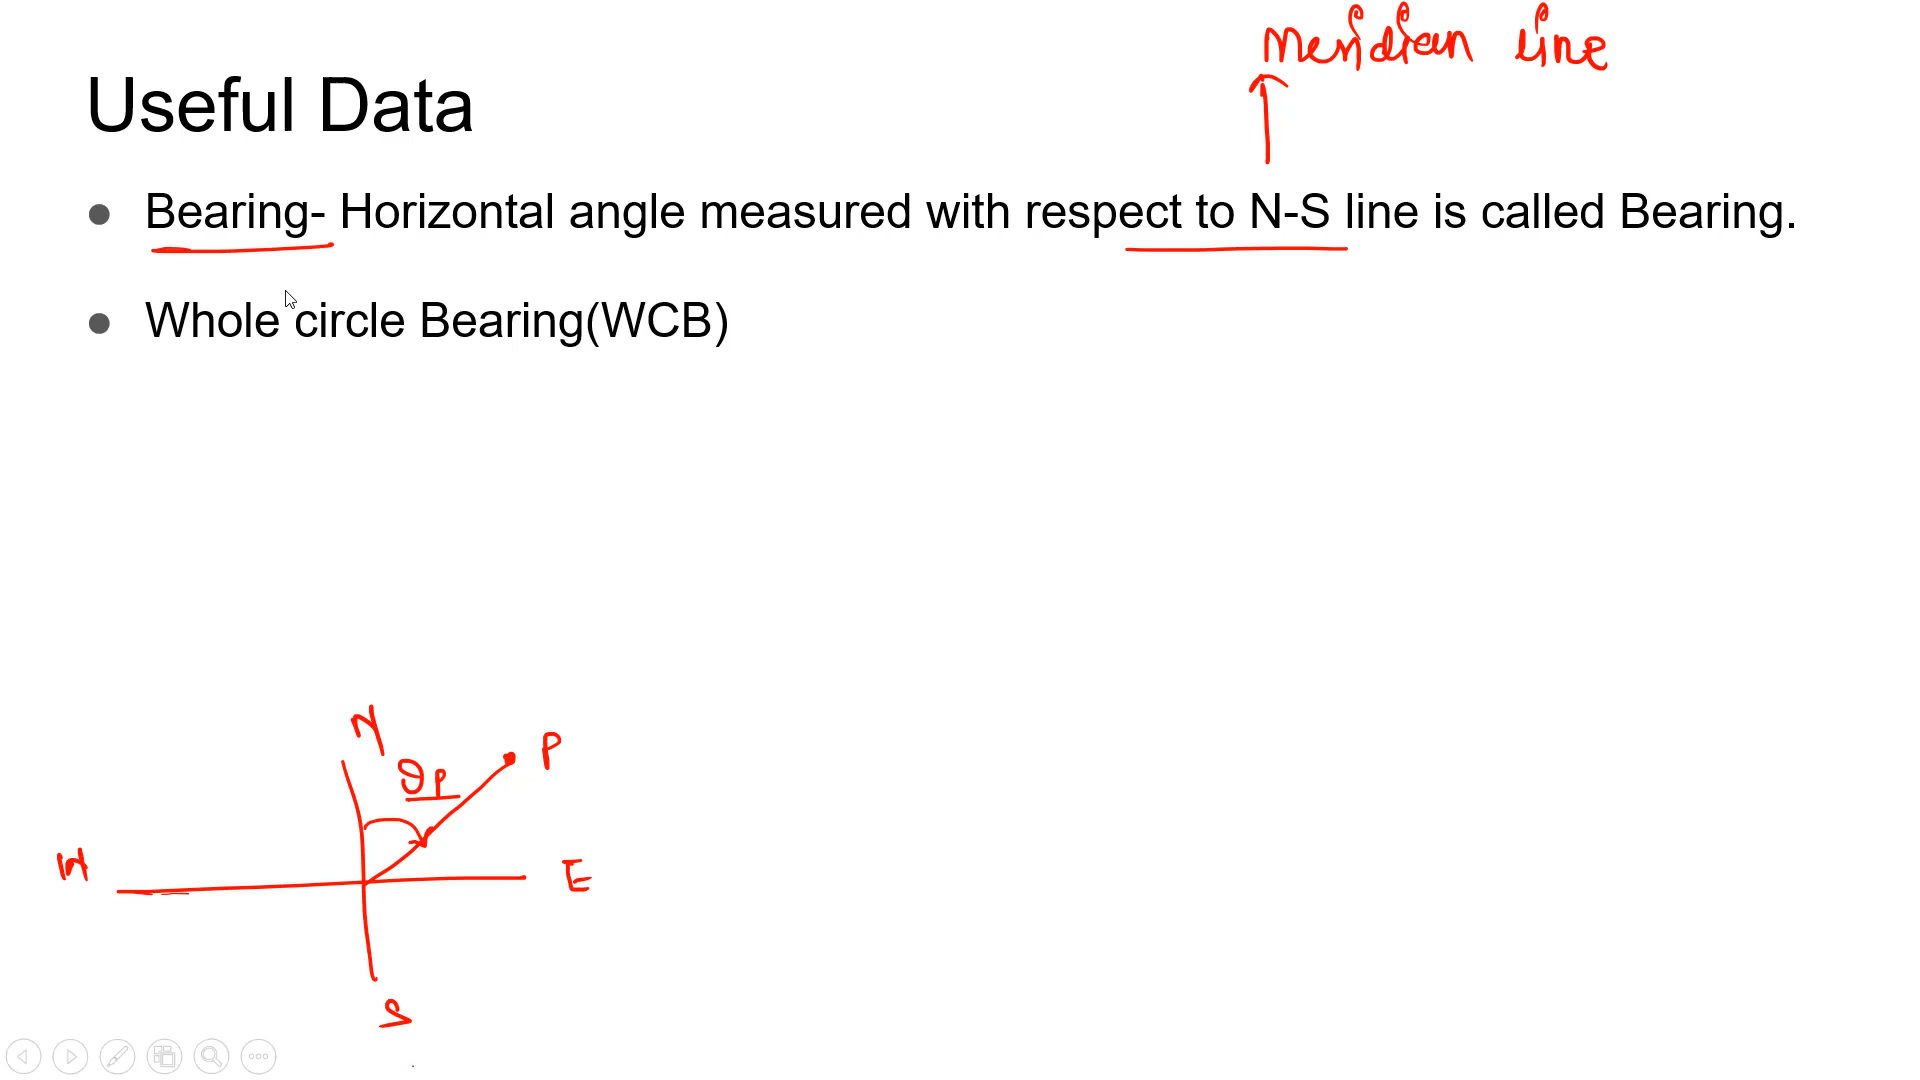 Meridian line
Useful Data
Bearing- Horizontal angle measured with respect to N-S line is called Bearing.
Whole circle Bearing(WCB)
N
P
θP
W
E
S